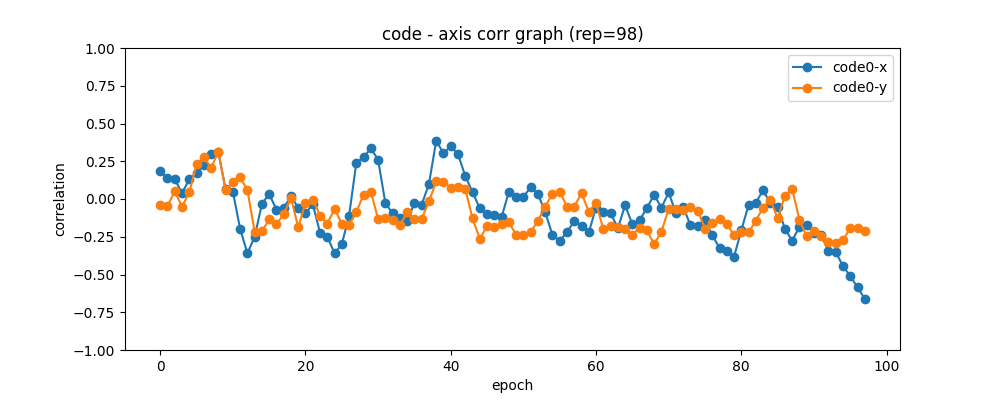 code - axis corr graph (rep=98)
1.00
0.75
0.50
0.25
0.00
−0.25
−0.50
−0.75
−1.00
correlation
0 20 40 60 80 100
epoch
code0-x
code0-y